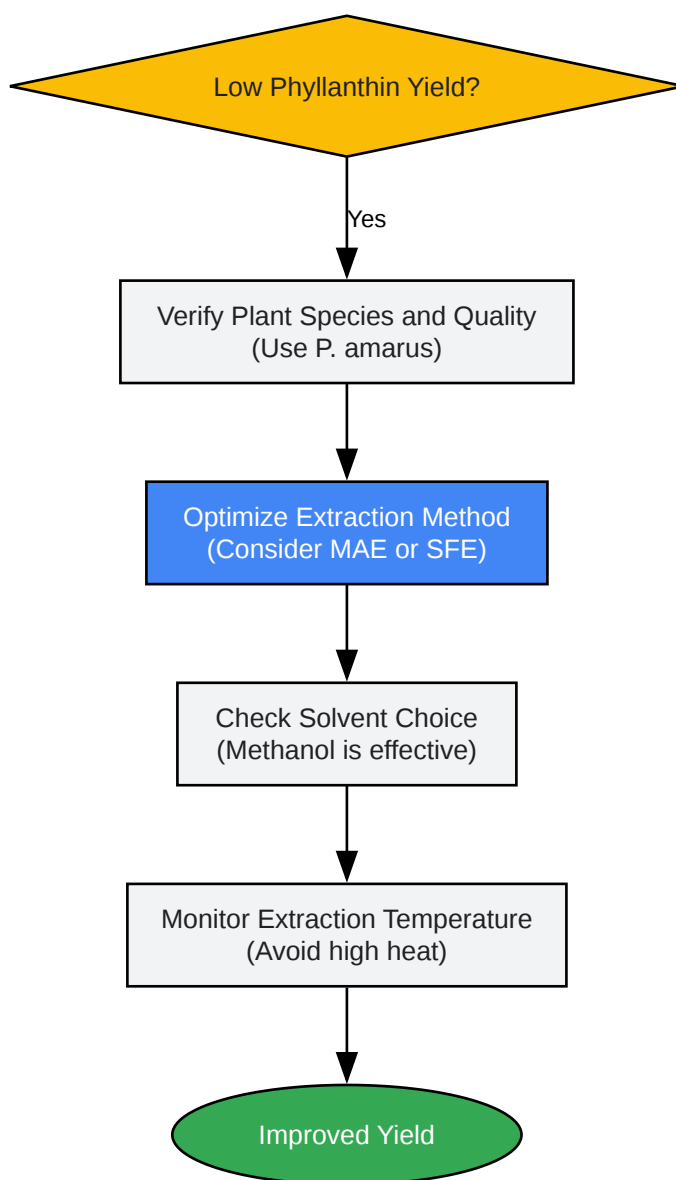 Low Phyllanthin Yield?
Yes
Verify Plant Species and Quality
(Use P. amarus)
Optimize Extraction Method
(Consider MAE or SFE)
Check Solvent Choice
(Methanol is effective)
Monitor Extraction Temperature
(Avoid high heat)
Improved Yield